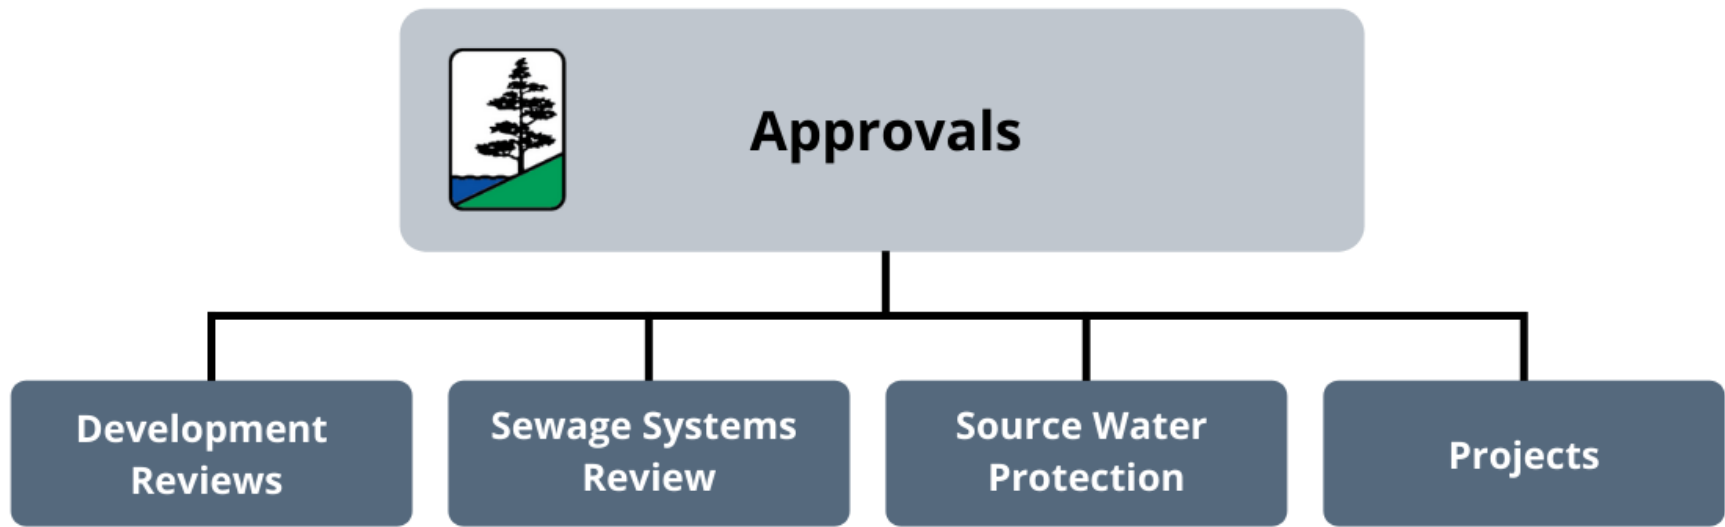 Approvals
Development
Reviews
Sewage Systems
Review
Source Water
Protection
Projects